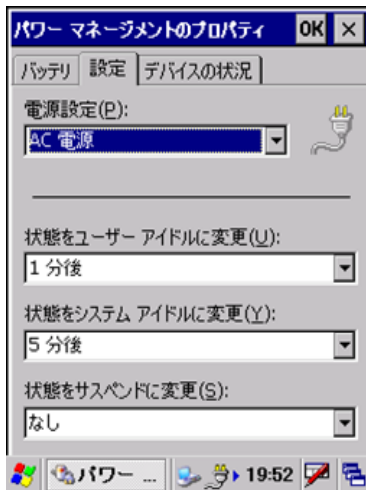 パワー マネージメントのプロパティ OK ×
バッテリ 設定 デバイスの状況
電源設定(P):
AC 電源
状態をユーザー アイドルに変更(U):
1 分後
状態をシステム アイドルに変更(Y):
5 分後
状態をサスペンドに変更(S):
なし
パワー ... 19:52